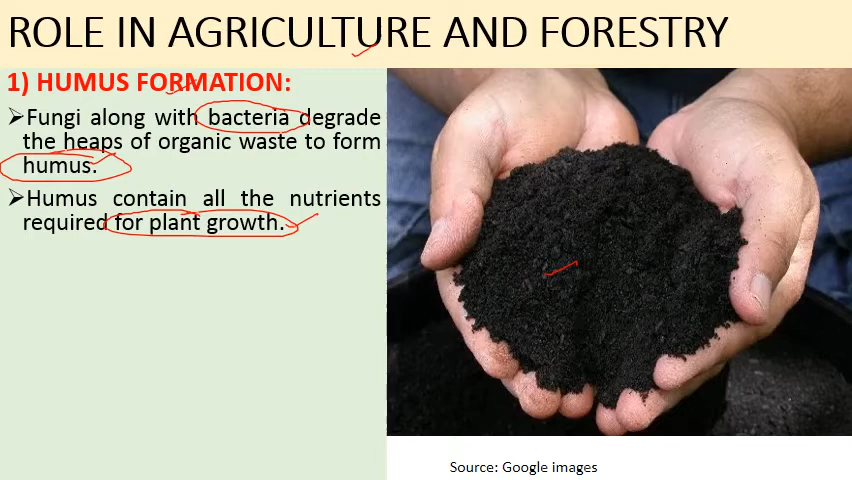 ROLE IN AGRICULTURE AND FORESTRY
1) HUMUS FORMATION:
➢Fungi along with bacteria degrade
the heaps of organic waste to form
humus.
➢Humus contain all the nutrients
required for plant growth.
Source: Google images